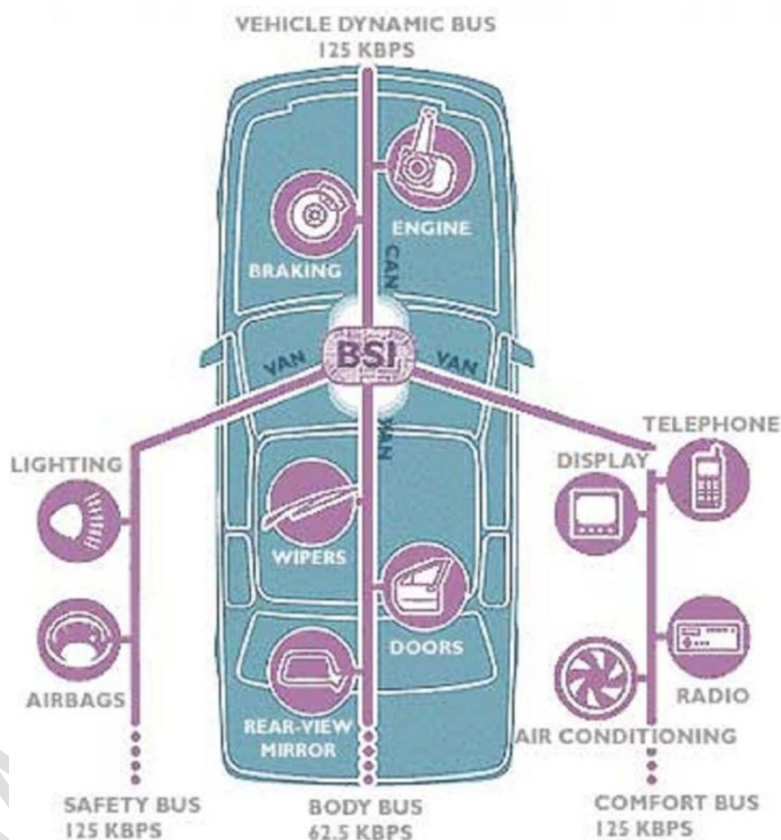 VEHICLE DYNAMIC BUS
125 KBPS
ENGINE
BRAKING
CAN
VAN
BSI
VAN
VAN
TELEPHONE
LIGHTING
DISPLAY
WIPERS
DOORS
AIRBAGS
RADIO
REAR-VIEW
MIRROR
AIR CONDITIONING
SAFETY BUS
125 KBPS
BODY BUS
62.5 KBPS
COMFORT BUS
125 KBPS